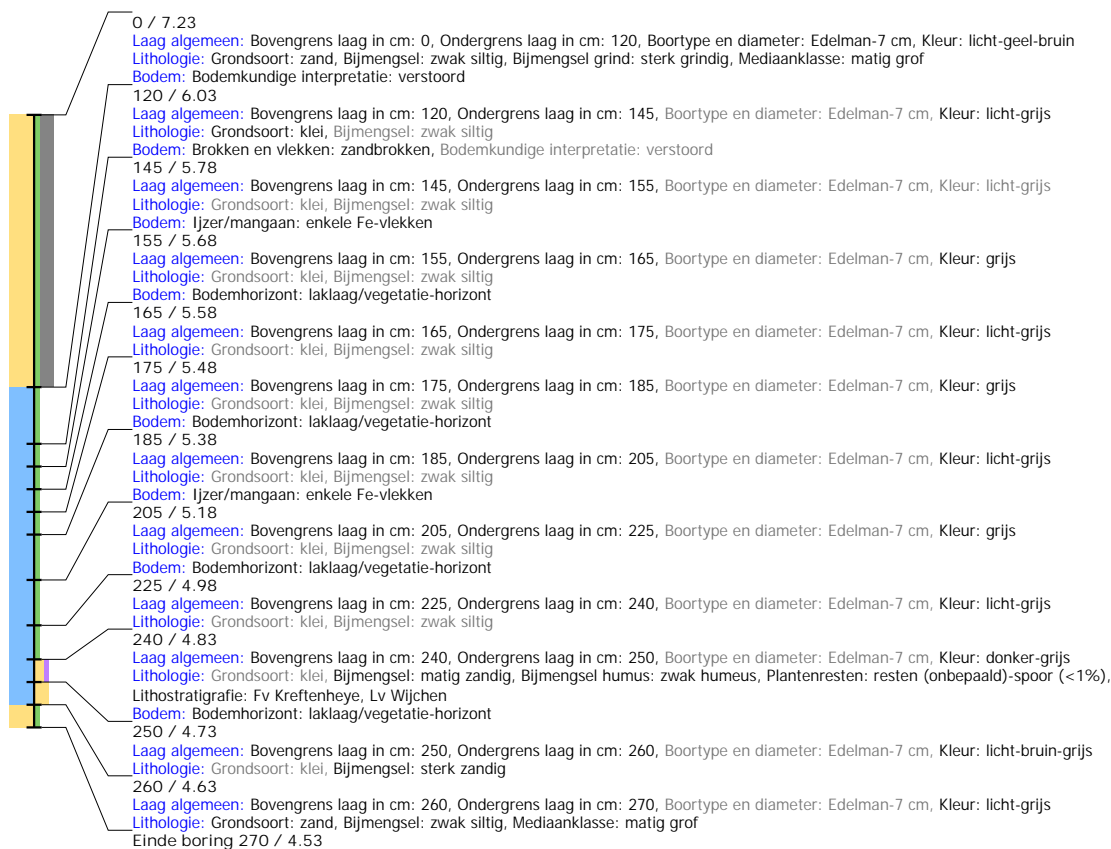 0 / 7.23
Laag algemeen: Bovengrens laag in cm: 0, Ondergrens laag in cm: 120, Boortype en diameter: Edelman-7 cm, Kleur: licht-geel-bruin
Lithologie: Grondsoort: zand, Bijmengsel: zwak siltig, Bijmengsel grind: sterk grindig, Mediaanklasse: matig grof
Bodem: Bodemkundige interpretatie: verstoord
120 / 6.03
Laag algemeen: Bovengrens laag in cm: 120, Ondergrens laag in cm: 145, Boortype en diameter: Edelman-7 cm, Kleur: licht-grijs
Lithologie: Grondsoort: klei, Bijmengsel: zwak siltig
Bodem: Brokken en vlekken: zandbrokken, Bodemkundige interpretatie: verstoord
145 / 5.78
Laag algemeen: Bovengrens laag in cm: 145, Ondergrens laag in cm: 155, Boortype en diameter: Edelman-7 cm, Kleur: licht-grijs
Lithologie: Grondsoort: klei, Bijmengsel: zwak siltig
Bodem: Ijzer/mangaan: enkele Fe-vlekken
155 / 5.68
Laag algemeen: Bovengrens laag in cm: 155, Ondergrens laag in cm: 165, Boortype en diameter: Edelman-7 cm, Kleur: grijs
Lithologie: Grondsoort: klei, Bijmengsel: zwak siltig
Bodem: Bodemhorizont: laklaag/vegetatie-horizont
165 / 5.58
Laag algemeen: Bovengrens laag in cm: 165, Ondergrens laag in cm: 175, Boortype en diameter: Edelman-7 cm, Kleur: licht-grijs
Lithologie: Grondsoort: klei, Bijmengsel: zwak siltig
175 / 5.48
Laag algemeen: Bovengrens laag in cm: 175, Ondergrens laag in cm: 185, Boortype en diameter: Edelman-7 cm, Kleur: grijs
Lithologie: Grondsoort: klei, Bijmengsel: zwak siltig
Bodem: Bodemhorizont: laklaag/vegetatie-horizont
185 / 5.38
Laag algemeen: Bovengrens laag in cm: 185, Ondergrens laag in cm: 205, Boortype en diameter: Edelman-7 cm, Kleur: licht-grijs
Lithologie: Grondsoort: klei, Bijmengsel: zwak siltig
Bodem: Ijzer/mangaan: enkele Fe-vlekken
205 / 5.18
Laag algemeen: Bovengrens laag in cm: 205, Ondergrens laag in cm: 225, Boortype en diameter: Edelman-7 cm, Kleur: grijs
Lithologie: Grondsoort: klei, Bijmengsel: zwak siltig
Bodem: Bodemhorizont: laklaag/vegetatie-horizont
225 / 4.98
Laag algemeen: Bovengrens laag in cm: 225, Ondergrens laag in cm: 240, Boortype en diameter: Edelman-7 cm, Kleur: licht-grijs
Lithologie: Grondsoort: klei, Bijmengsel: zwak siltig
240 / 4.83
Laag algemeen: Bovengrens laag in cm: 240, Ondergrens laag in cm: 250, Boortype en diameter: Edelman-7 cm, Kleur: donker-grijs
Lithologie: Grondsoort: klei, Bijmengsel: matig zandig, Bijmengsel humus: zwak humeus, Plantenresten: resten (onbepaald)-spoor (<1%),
Lithostratigrafie: Fv Kreftenheye, Lv Wijchen
Bodem: Bodemhorizont: laklaag/vegetatie-horizont
250 / 4.73
Laag algemeen: Bovengrens laag in cm: 250, Ondergrens laag in cm: 260, Boortype en diameter: Edelman-7 cm, Kleur: licht-bruin-grijs
Lithologie: Grondsoort: klei, Bijmengsel: sterk zandig
260 / 4.63
Laag algemeen: Bovengrens laag in cm: 260, Ondergrens laag in cm: 270, Boortype en diameter: Edelman-7 cm, Kleur: licht-grijs
Lithologie: Grondsoort: zand, Bijmengsel: zwak siltig, Mediaanklasse: matig grof
Einde boring 270 / 4.53